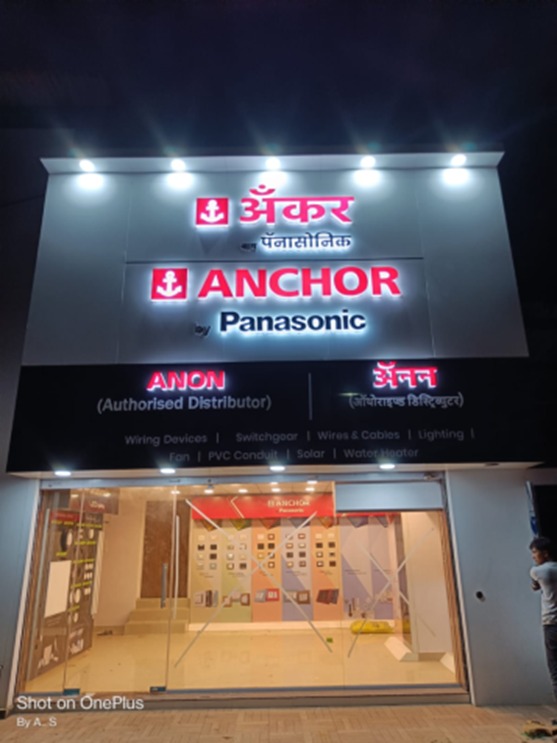 अँकर
बाय पॅनासोनिक
ANCHOR
by Panasonic
ANON
(Authorised Distributor)
ॲनन
(ऑथोराइज्ड डिस्ट्रिब्युटर)
Wiring Devices | Switchgear | Wires & Cables | Lighting |
Fan | PVC Conduit | Solar | Water Heater
ANCHOR
Panasonic
Shot on OnePlus
By A_S